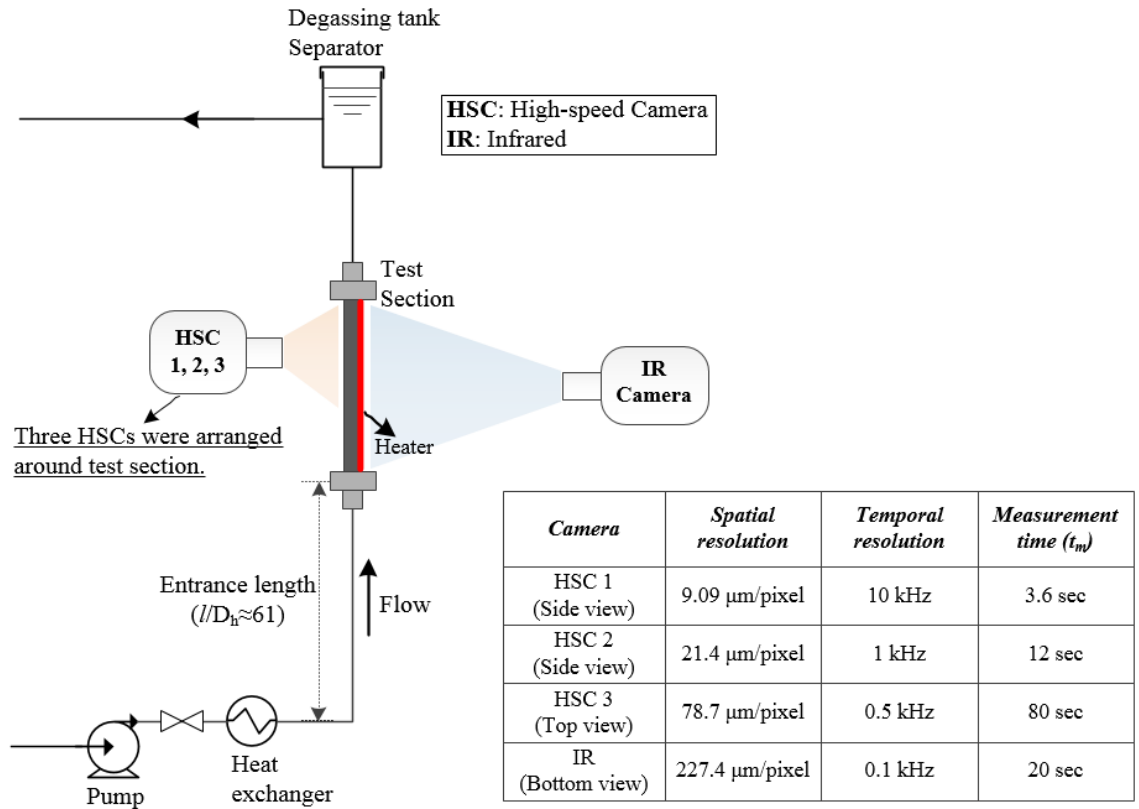 Degassing tank
Separator
HSC: High-speed Camera
IR: Infrared
Test
Section
HSC
1, 2, 3
IR
Camera
Three HSCs were arranged
around test section.
Heater
Entrance length
(l/Dh≈61)
Flow
Pump
Heat
exchanger
Camera Spatial resolution Temporal resolution Measurement time (tm)
HSC 1 (Side view) 9.09 μm/pixel 10 kHz 3.6 sec
HSC 2 (Side view) 21.4 μm/pixel 1 kHz 12 sec
HSC 3 (Top view) 78.7 μm/pixel 0.5 kHz 80 sec
IR (Bottom view) 227.4 μm/pixel 0.1 kHz 20 sec